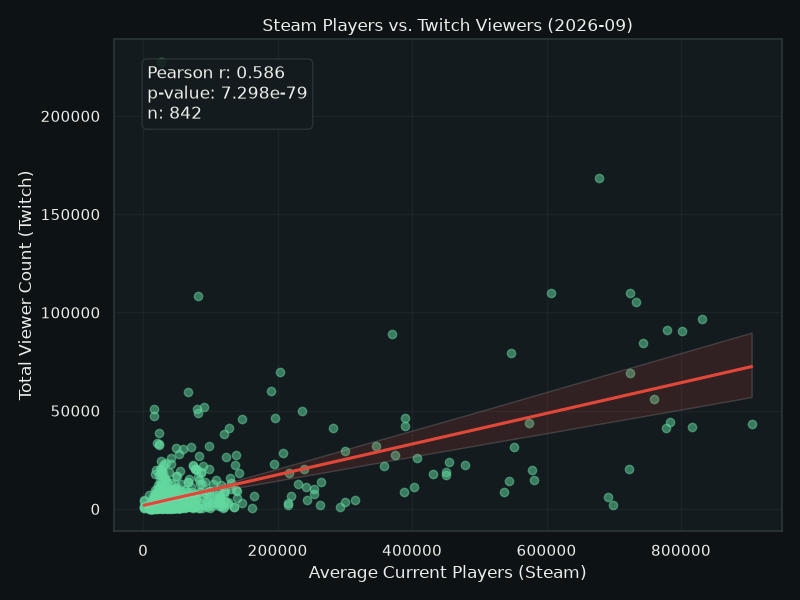 Steam Players vs. Twitch Viewers (2026-09)
Pearson r: 0.586
p-value: 7.298e-79
n: 842
Total Viewer Count (Twitch)
200000
150000
100000
50000
0
0
200000
400000
600000
800000
Average Current Players (Steam)